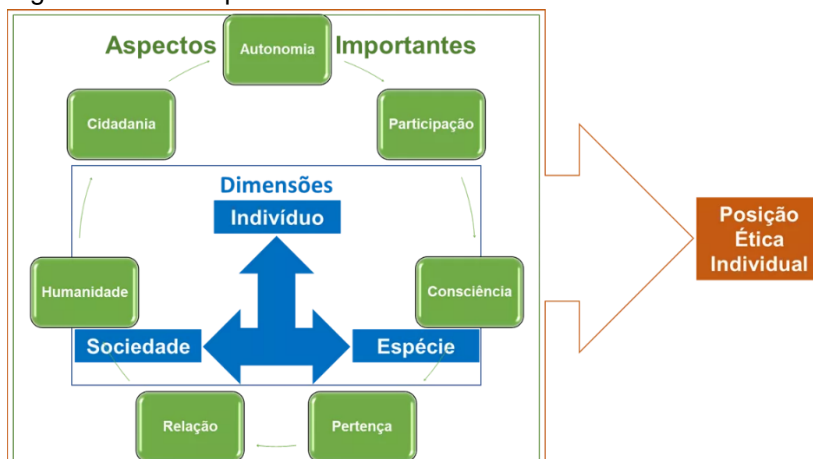 Aspectos Autonomia Importantes
Cidadania
Participação
Dimensões
Indivíduo
Posição
Ética
Individual
Humanidade
Consciência
Sociedade
Espécie
Relação
Pertença